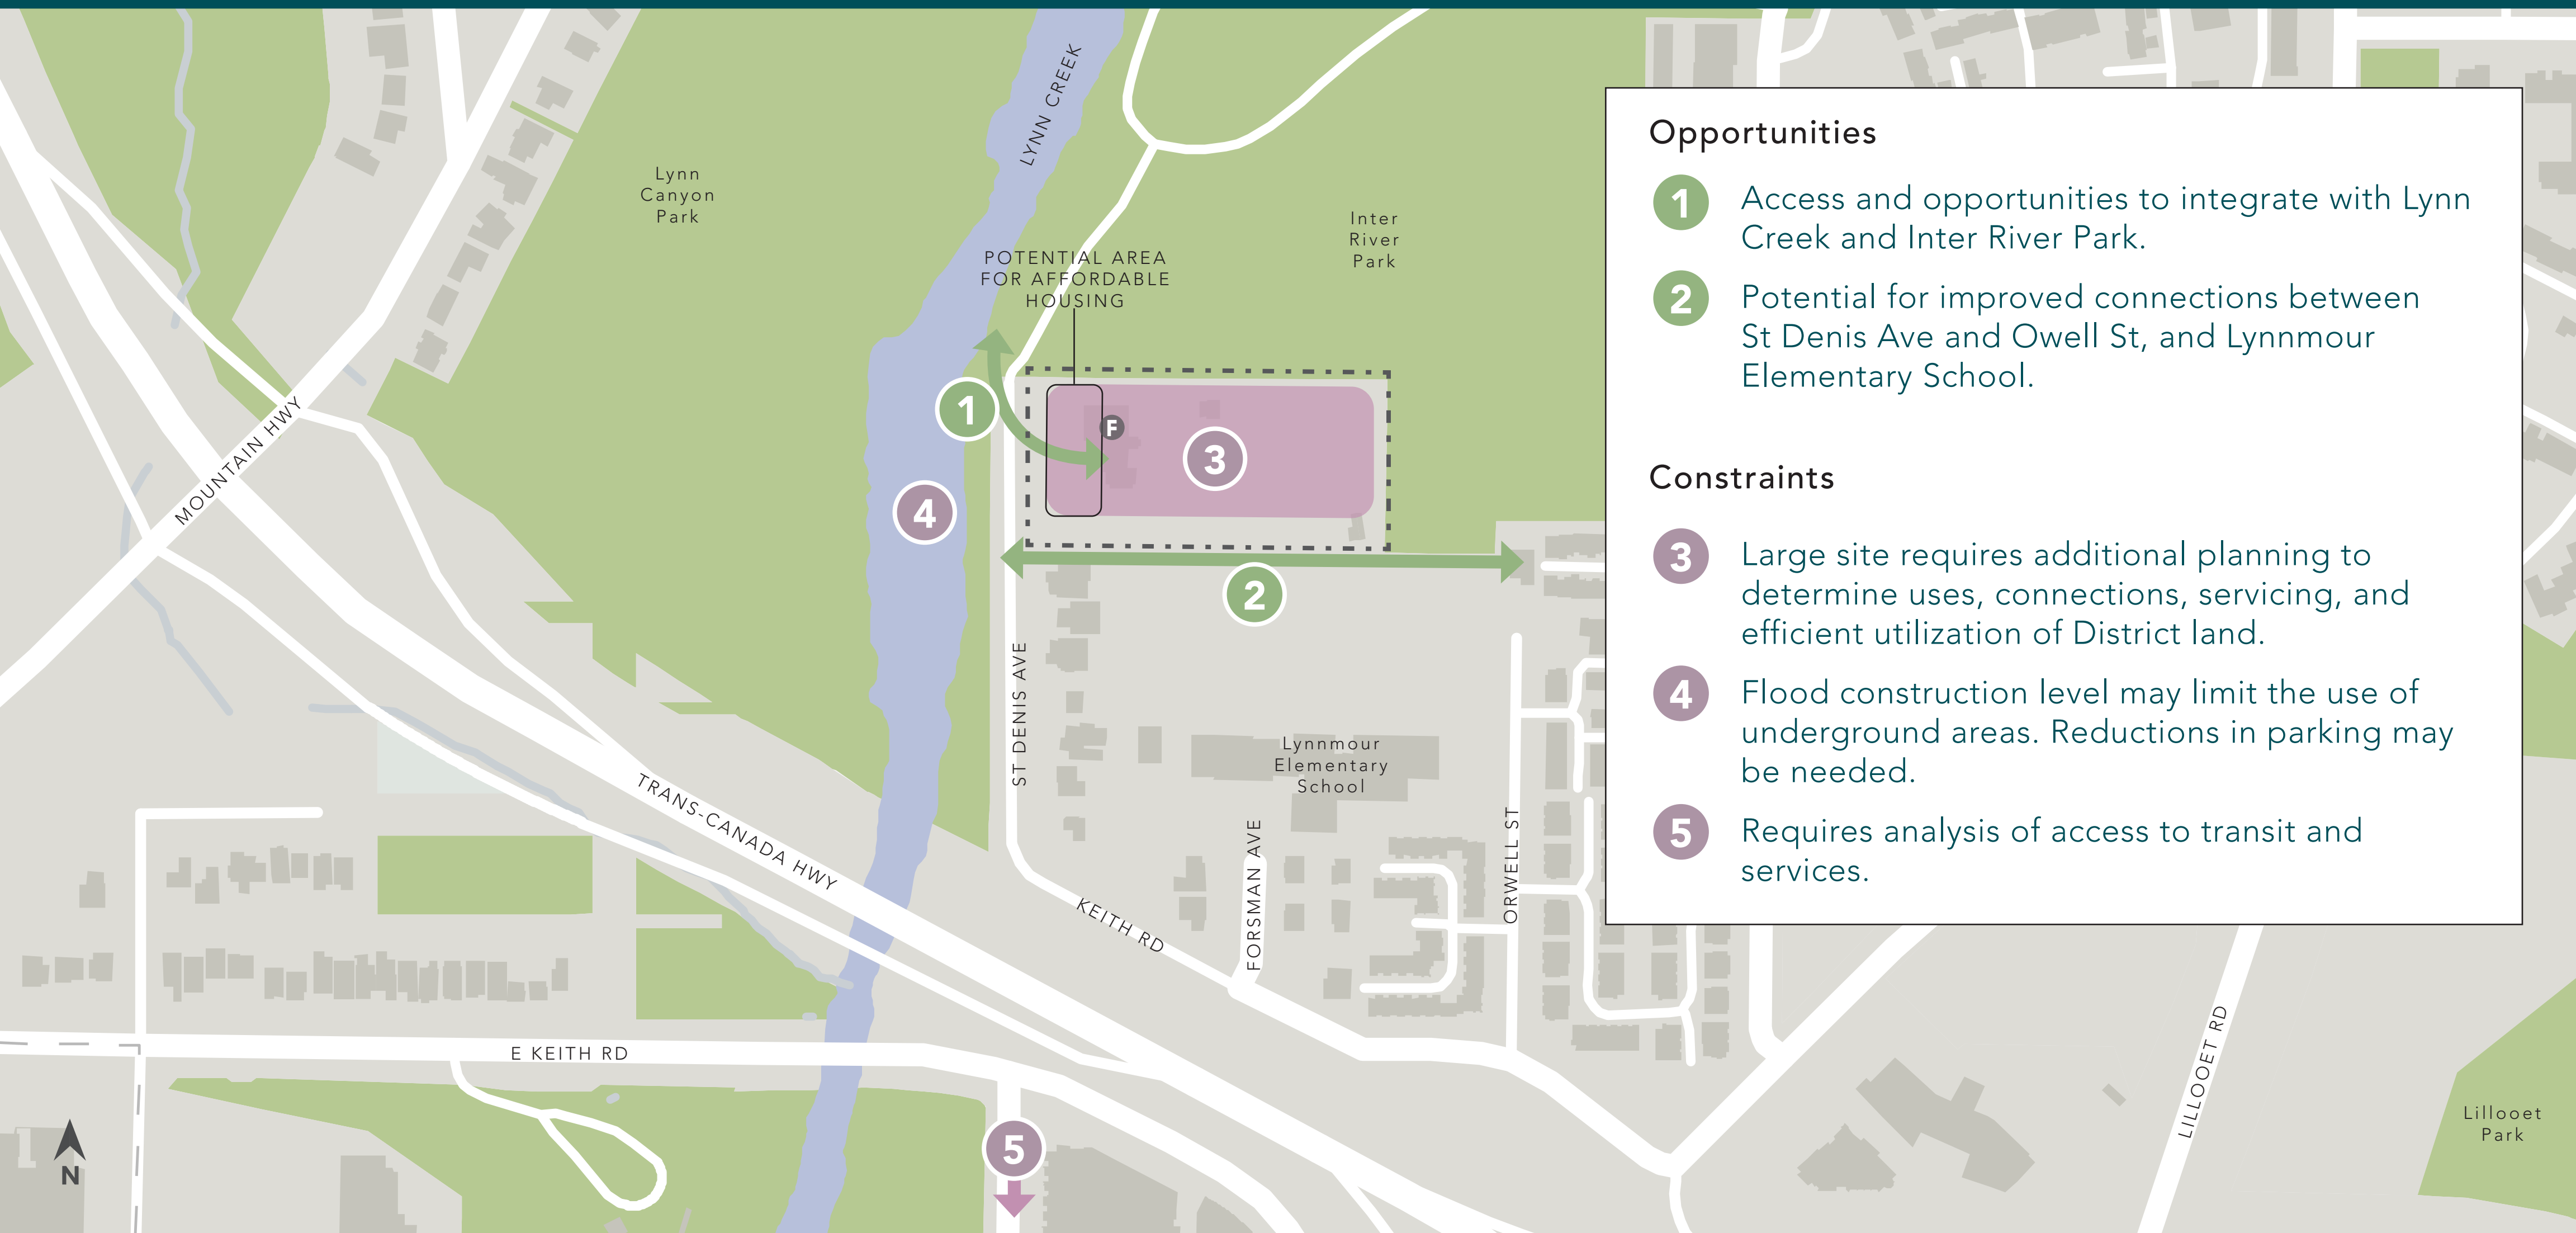 LYNN CREEK
Lynn
Canyon
Park
Inter
River
Park
POTENTIAL AREA
FOR AFFORDABLE
HOUSING
1
F
3
4
2
MOUNTAIN HWY
ST DENIS AVE
Lynnmour
Elementary
School
TRANS-CANADA HWY
FORSMAN AVE
ORWELL ST
KEITH RD
E KEITH RD
5
N
LILLOOET RD
Lillooet
Park
Opportunities
1 Access and opportunities to integrate with Lynn
Creek and Inter River Park.
2 Potential for improved connections between
St Denis Ave and Owell St, and Lynnmour
Elementary School.
Constraints
3 Large site requires additional planning to
determine uses, connections, servicing, and
efficient utilization of District land.
4 Flood construction level may limit the use of
underground areas. Reductions in parking may
be needed.
5 Requires analysis of access to transit and
services.